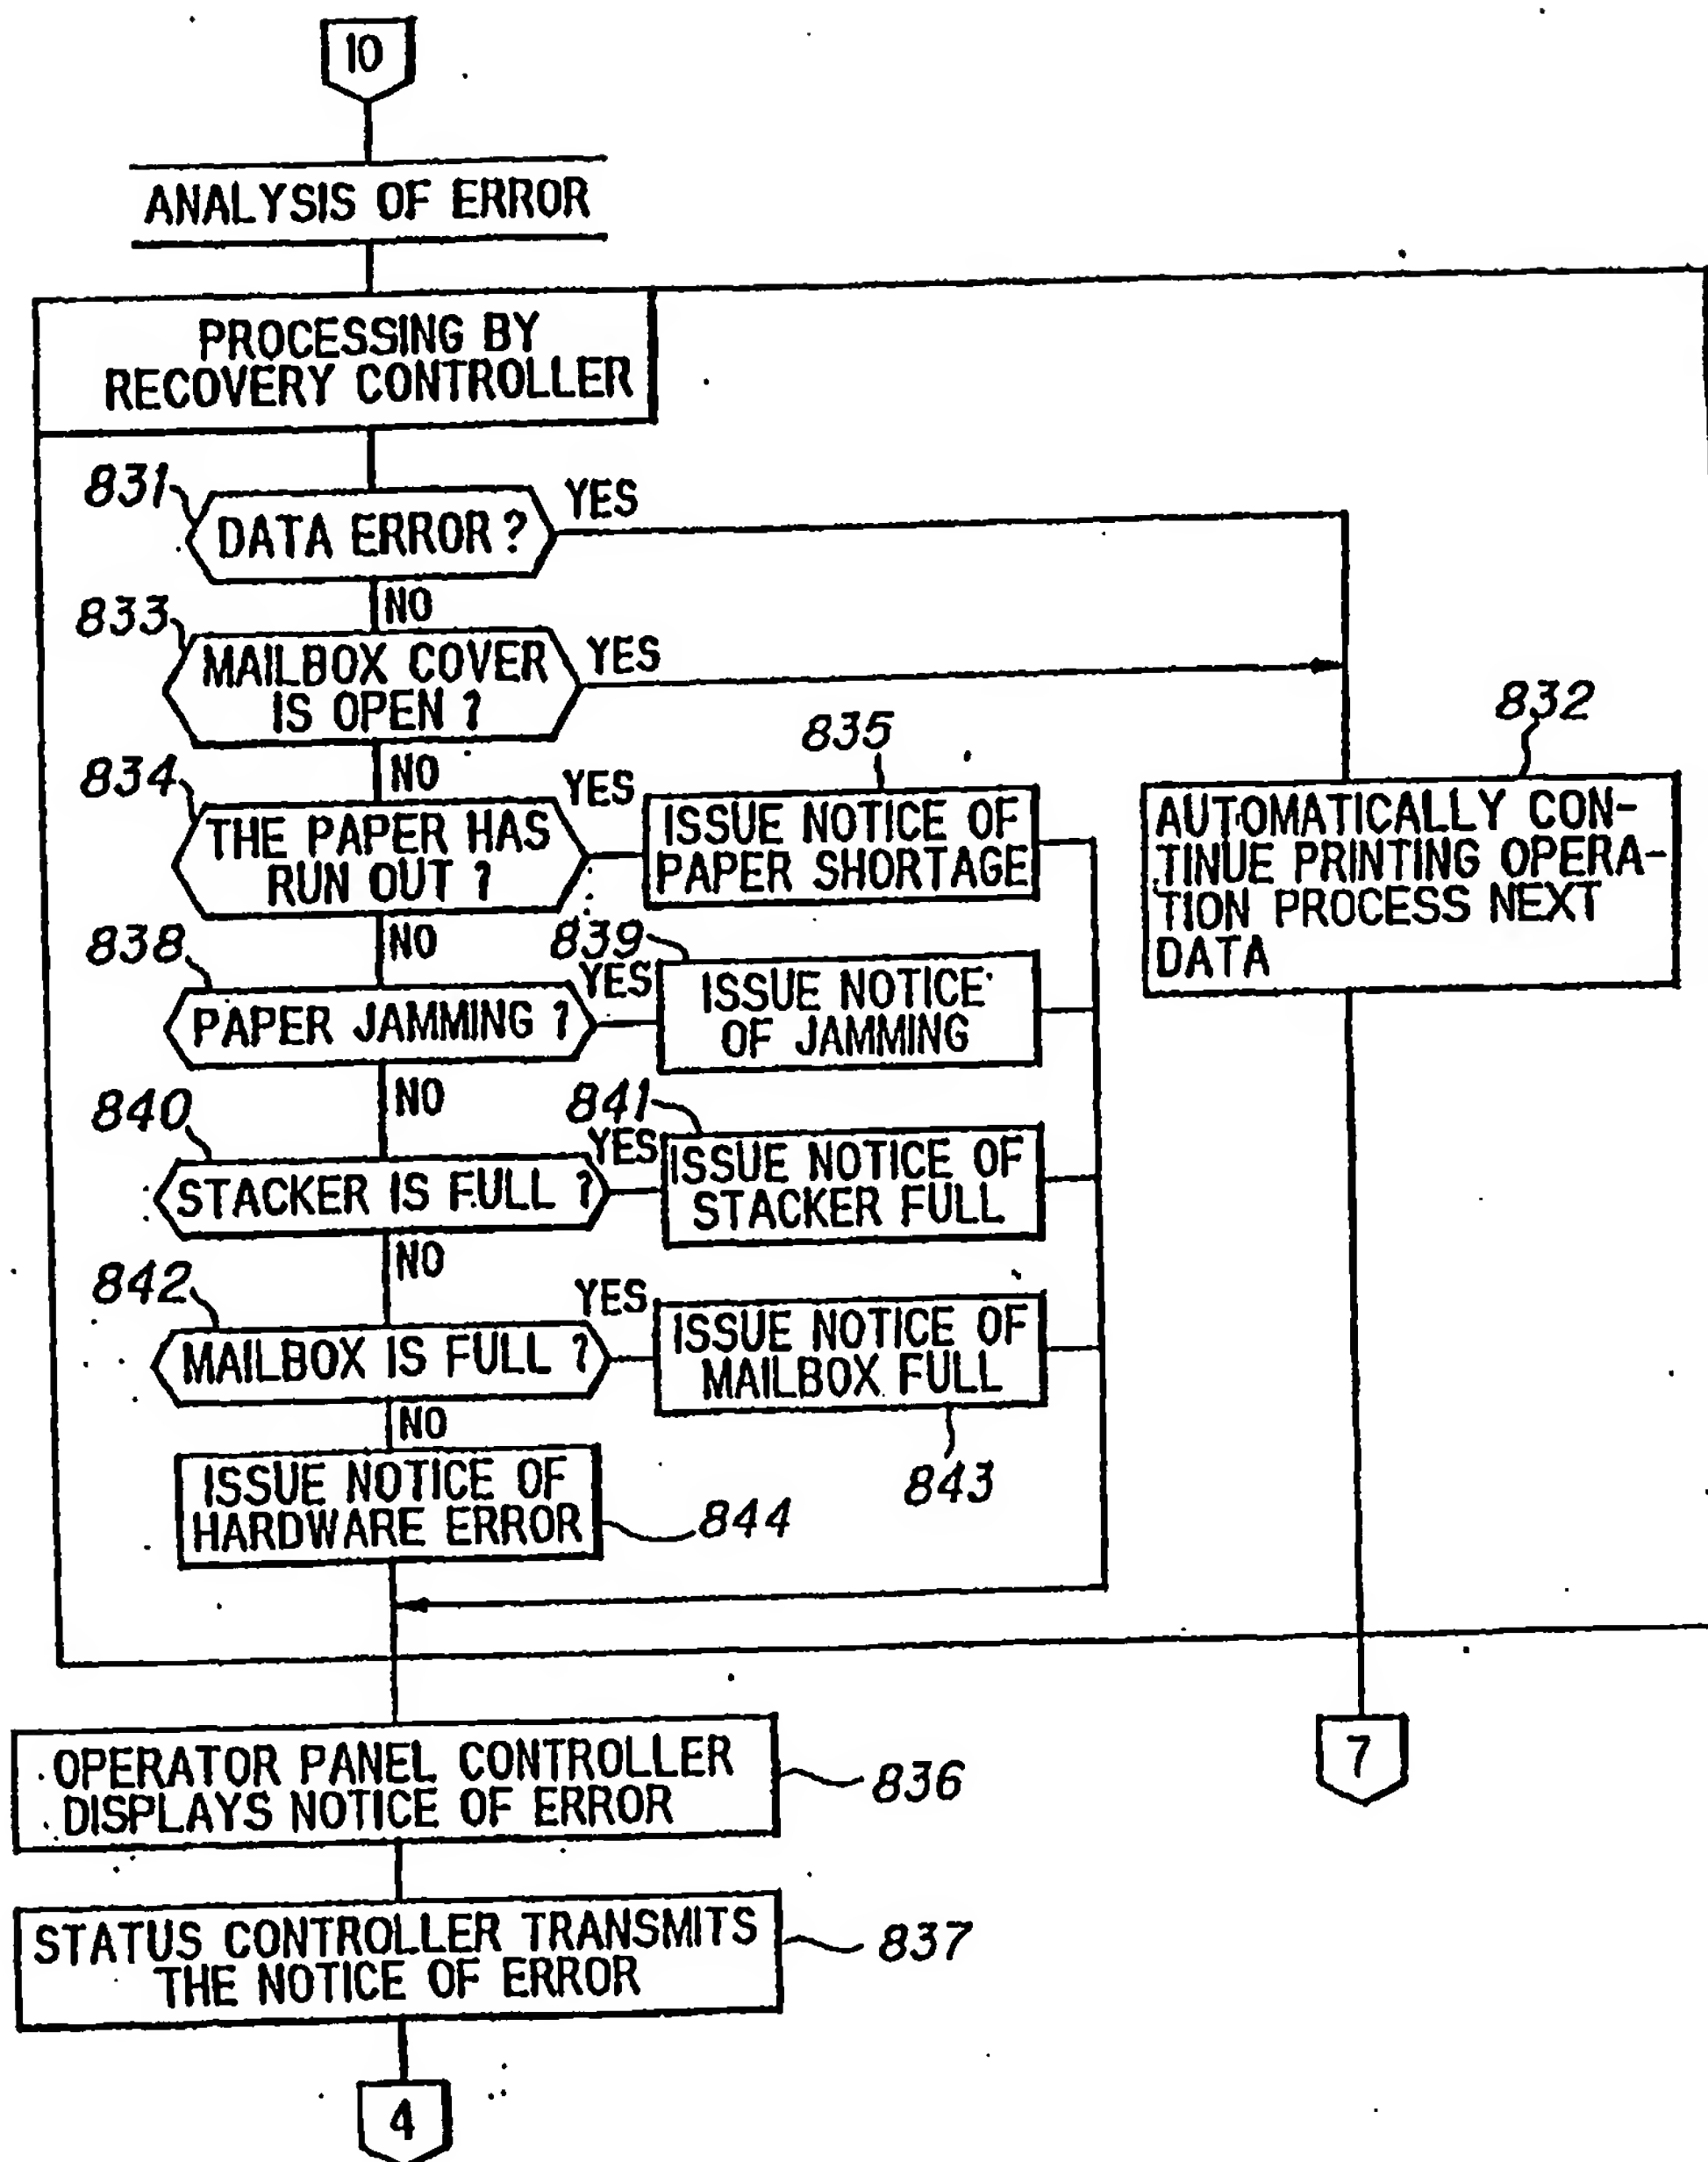 10
ANALYSIS OF ERROR
PROCESSING BY
RECOVERY CONTROLLER
831
DATA ERROR ?
YES
NO
833
MAILBOX COVER
IS OPEN ?
YES
NO
834
THE PAPER HAS
RUN OUT ?
YES
835
ISSUE NOTICE OF
PAPER SHORTAGE
832
AUTOMATICALLY CON-
TINUE PRINTING OPERA-
TION PROCESS NEXT
DATA
NO
838
PAPER JAMMING ?
YES
839
ISSUE NOTICE
OF JAMMING
NO
840
STACKER IS FULL ?
YES
841
ISSUE NOTICE OF
STACKER FULL
NO
842
MAILBOX IS FULL ?
YES
ISSUE NOTICE OF
MAILBOX FULL
843
NO
ISSUE NOTICE OF
HARDWARE ERROR
844
OPERATOR PANEL CONTROLLER
DISPLAYS NOTICE OF ERROR
836
7
STATUS CONTROLLER TRANSMITS
THE NOTICE OF ERROR
837
4